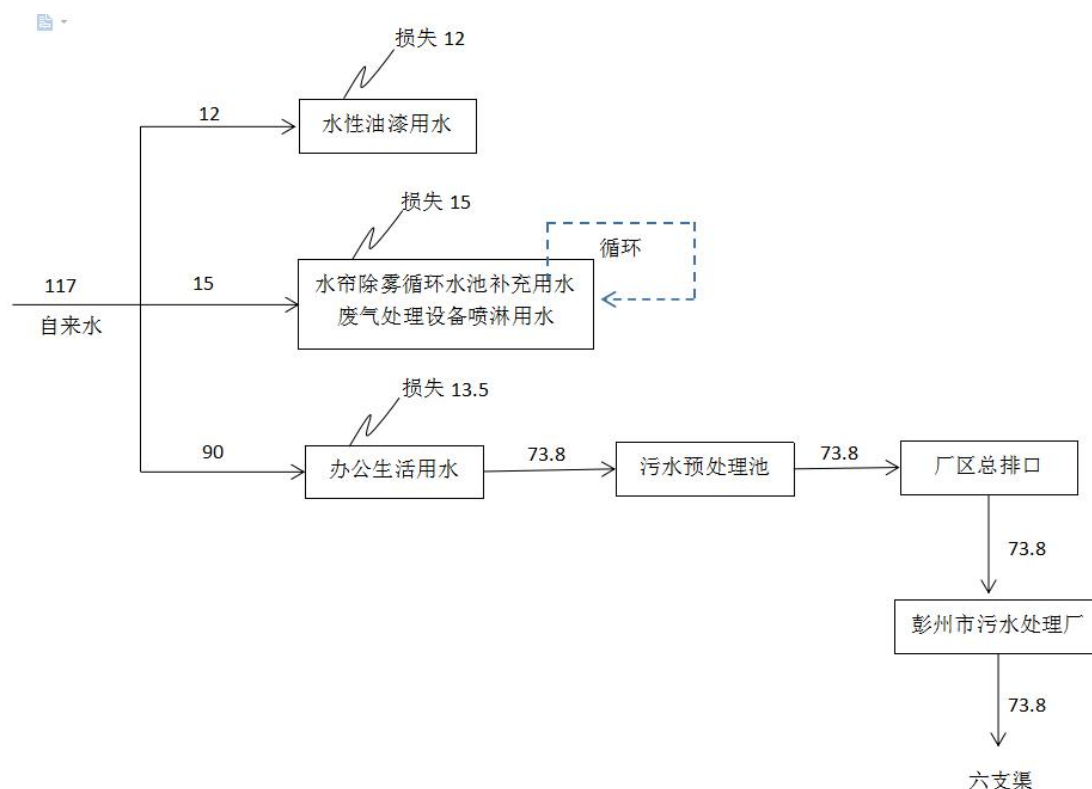 损失 12
12
水性油漆用水
损失 15
循环
117
15
水帘除雾循环水池补充用水
废气处理设备喷淋用水
自来水
损失 13.5
90
办公生活用水
73.8
污水预处理池
73.8
厂区总排口
73.8
彭州市污水处理厂
73.8
六支渠